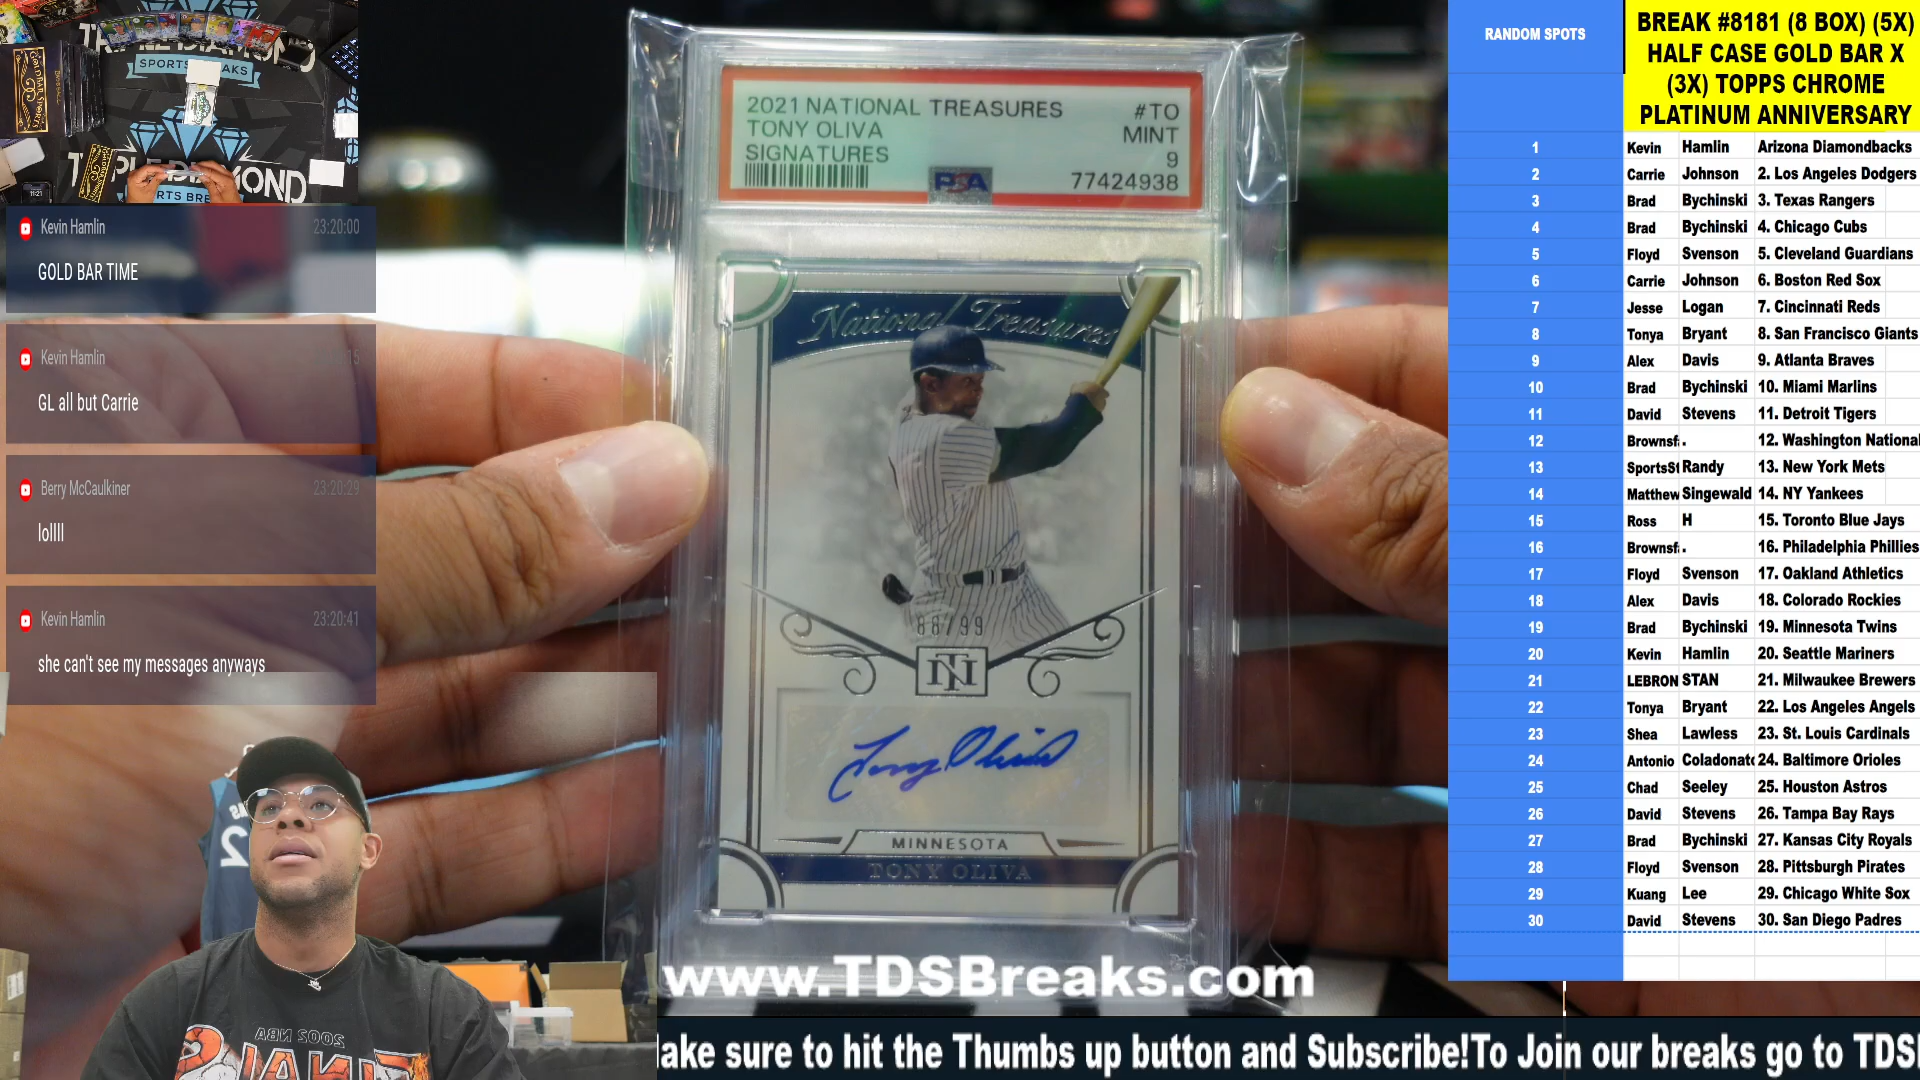 SPORTS BREAKS
11:21
Kevin Hamlin 23:20:00
GOLD BAR TIME
Kevin Hamlin
GL all but Carrie
Berry McCaulkiner 23:20:29
lollll
Kevin Hamlin 23:20:41
she can't see my messages anyways
2021 NATIONAL TREASURES #TO
TONY OLIVA MINT
SIGNATURES 9
PSA 77424938
National Treasures
88/99
NT
Tony Oliva
MINNESOTA
TONY OLIVA
www.TDSBreaks.com
ake sure to hit the Thumbs up button and Subscribe!To Join our breaks go to TDS
2002 NBA
FINALS
RANDOM SPOTS
BREAK #8181 (8 BOX) (5X)
HALF CASE GOLD BAR X
(3X) TOPPS CHROME
PLATINUM ANNIVERSARY
1 Kevin Hamlin Arizona Diamondbacks
2 Carrie Johnson 2. Los Angeles Dodgers
3 Brad Bychinski 3. Texas Rangers
4 Brad Bychinski 4. Chicago Cubs
5 Floyd Svenson 5. Cleveland Guardians
6 Carrie Johnson 6. Boston Red Sox
7 Jesse Logan 7. Cincinnati Reds
8 Tonya Bryant 8. San Francisco Giants
9 Alex Davis 9. Atlanta Braves
10 Brad Bychinski 10. Miami Marlins
11 David Stevens 11. Detroit Tigers
12 Brownsf . 12. Washington National
13 SportsSt Randy 13. New York Mets
14 Matthew Singewald 14. NY Yankees
15 Ross H 15. Toronto Blue Jays
16 Brownsf . 16. Philadelphia Phillies
17 Floyd Svenson 17. Oakland Athletics
18 Alex Davis 18. Colorado Rockies
19 Brad Bychinski 19. Minnesota Twins
20 Kevin Hamlin 20. Seattle Mariners
21 LEBRON STAN 21. Milwaukee Brewers
22 Tonya Bryant 22. Los Angeles Angels
23 Shea Lawless 23. St. Louis Cardinals
24 Antonio Coladonato 24. Baltimore Orioles
25 Chad Seeley 25. Houston Astros
26 David Stevens 26. Tampa Bay Rays
27 Brad Bychinski 27. Kansas City Royals
28 Floyd Svenson 28. Pittsburgh Pirates
29 Kuang Lee 29. Chicago White Sox
30 David Stevens 30. San Diego Padres